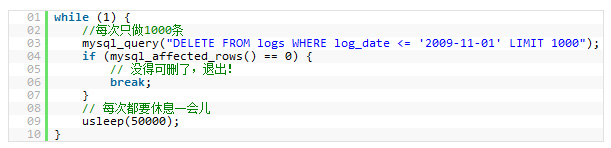 01 while (1) {
02 //每次只做1000条
03 mysql_query("DELETE FROM logs WHERE log_date <= '2009-11-01' LIMIT 1000");
04 if (mysql_affected_rows() == 0) {
05 // 没得可删了，退出！
06 break;
07 }
08 // 每次都要休息一会儿
09 usleep(50000);
10 }